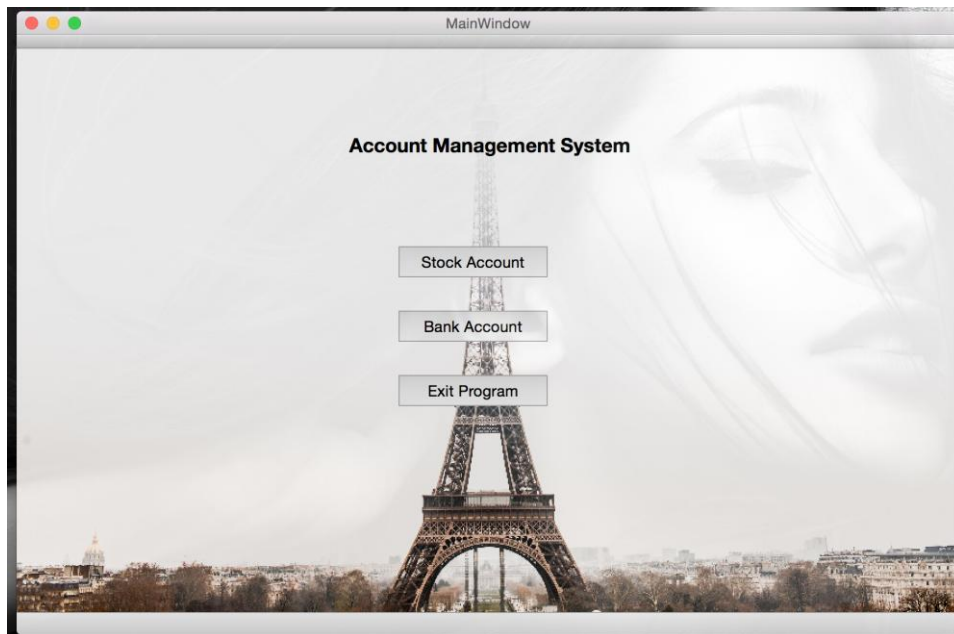 MainWindow
Account Management System
Stock Account
Bank Account
Exit Program